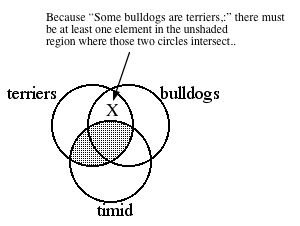 Because “Some bulldogs are terriers,:” there must
be at least one element in the unshaded
region where those two circles intersect..
terriers
bulldogs
X
timid